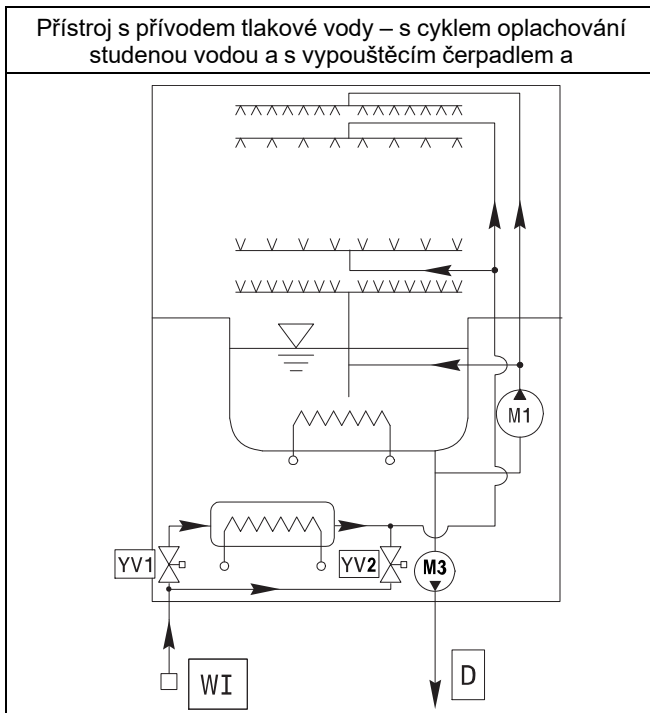 Přístroj s přívodem tlakové vody – s cyklem oplachování
studenou vodou a s vypouštěcím čerpadlem a
M1
YV1
YV2
M3
WI
D